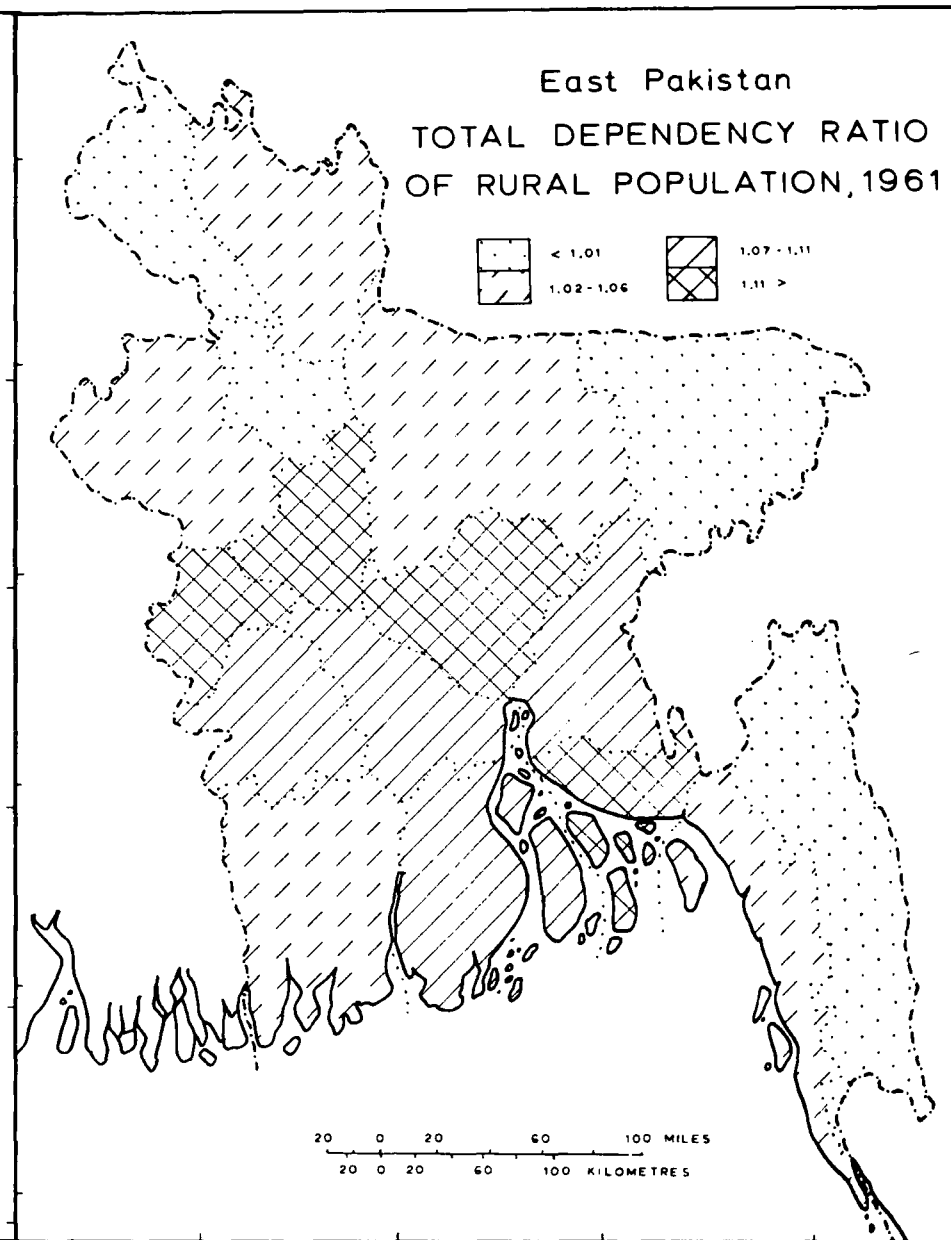 East Pakistan
TOTAL DEPENDENCY RATIO
OF RURAL POPULATION, 1961
< 1.01
1.02-1.06
1.07-1.11
1.11 >
20 0 20 60 100 MILES
20 0 20 60 100 KILOMETRES